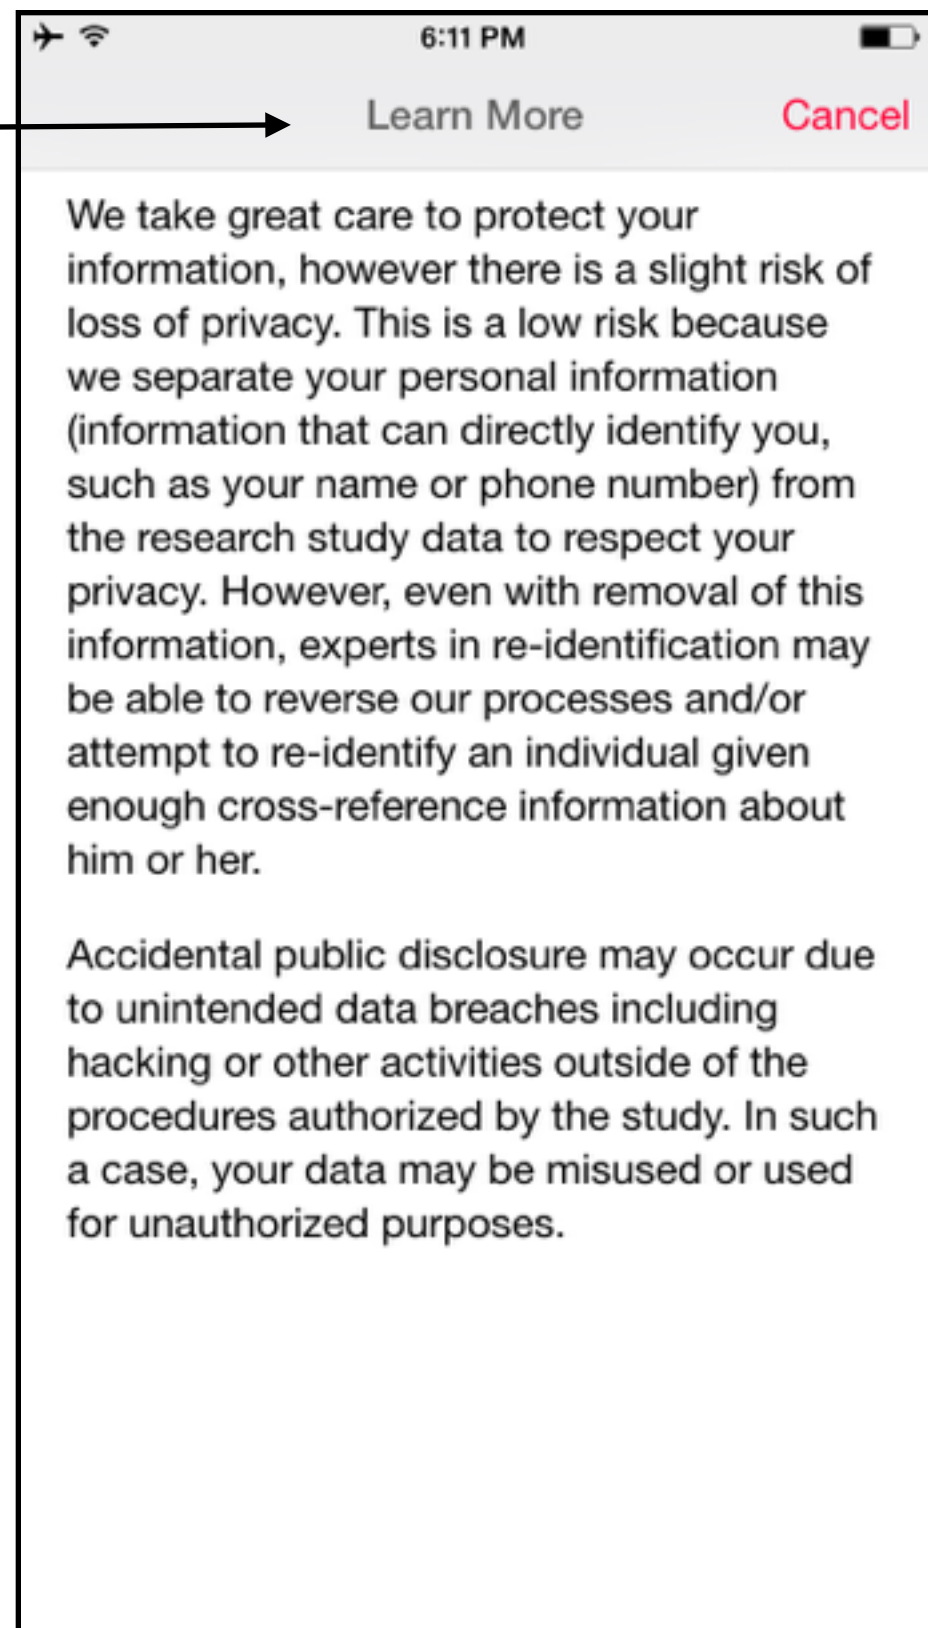 6:11 PM
Learn More
Cancel
We take great care to protect your
information, however there is a slight risk of
loss of privacy. This is a low risk because
we separate your personal information
(information that can directly identify you,
such as your name or phone number) from
the research study data to respect your
privacy. However, even with removal of this
information, experts in re-identification may
be able to reverse our processes and/or
attempt to re-identify an individual given
enough cross-reference information about
him or her.
Accidental public disclosure may occur due
to unintended data breaches including
hacking or other activities outside of the
procedures authorized by the study. In such
a case, your data may be misused or used
for unauthorized purposes.